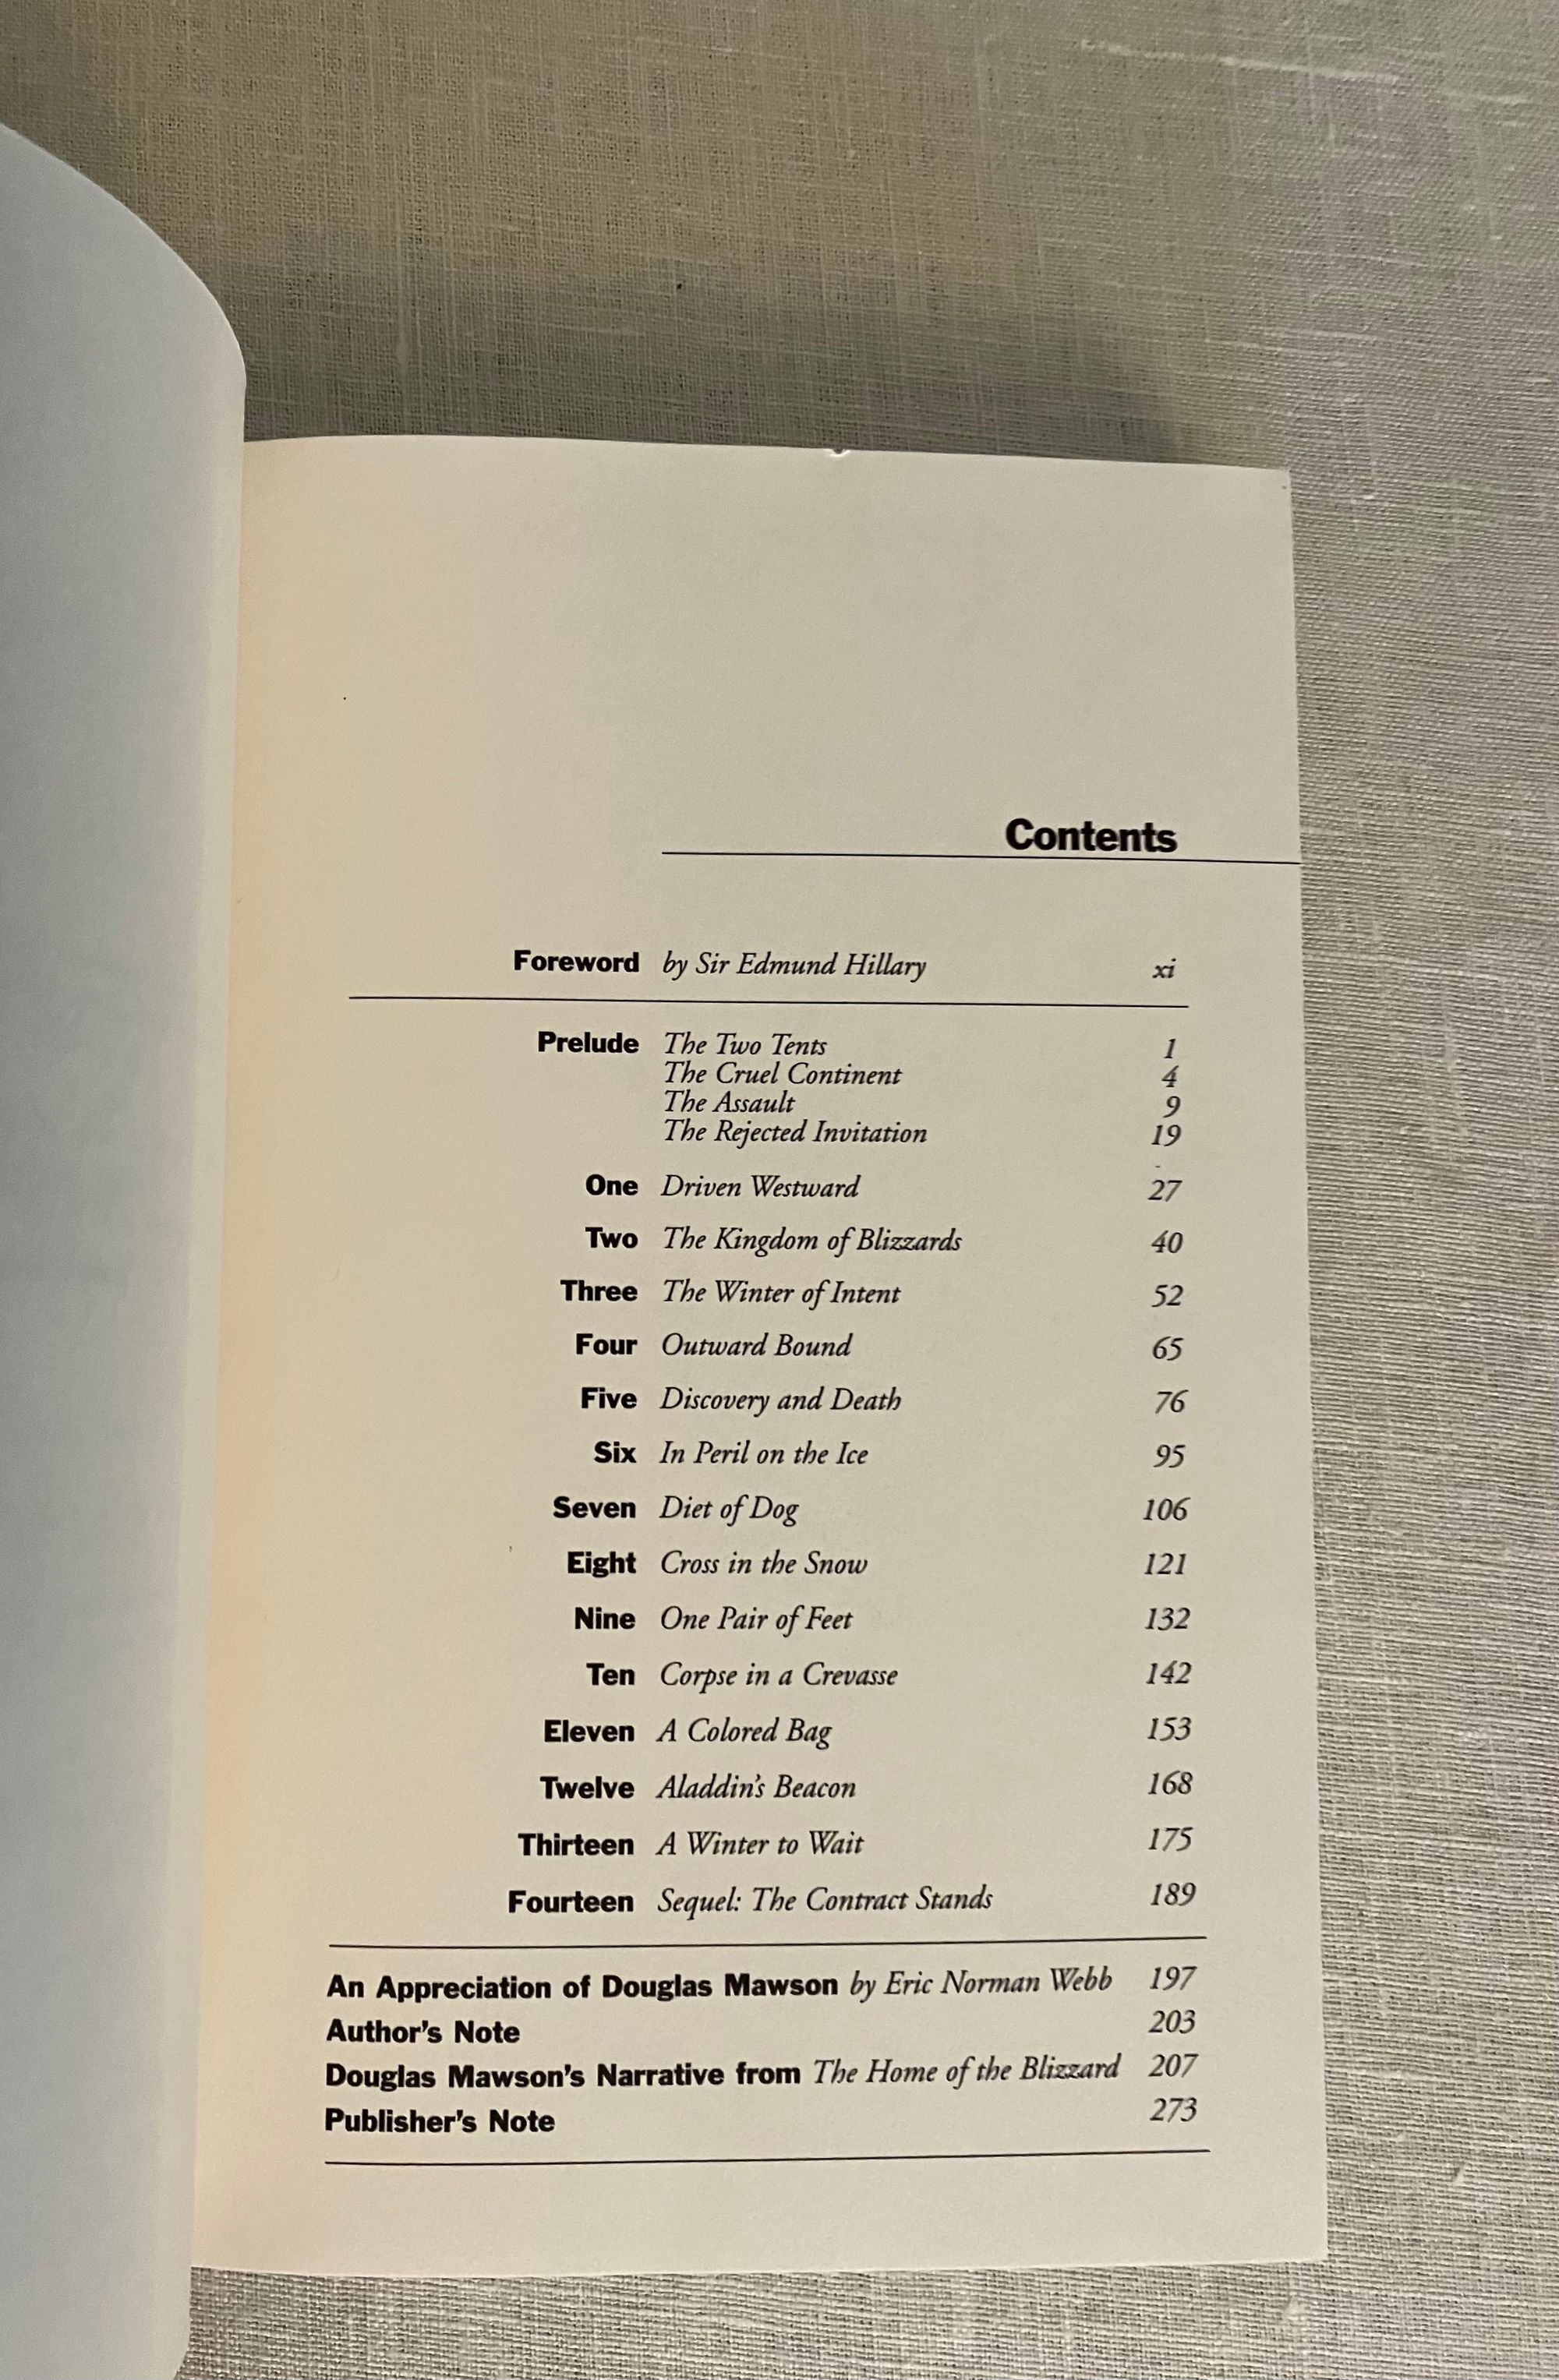 Contents
Foreword by Sir Edmund Hillary xi
Prelude The Two Tents 1
The Cruel Continent 4
The Assault 9
The Rejected Invitation 19
One Driven Westward 27
Two The Kingdom of Blizzards 40
Three The Winter of Intent 52
Four Outward Bound 65
Five Discovery and Death 76
Six In Peril on the Ice 95
Seven Diet of Dog 106
Eight Cross in the Snow 121
Nine One Pair of Feet 132
Ten Corpse in a Crevasse 142
Eleven A Colored Bag 153
Twelve Aladdin's Beacon 168
Thirteen A Winter to Wait 175
Fourteen Sequel: The Contract Stands 189
An Appreciation of Douglas Mawson by Eric Norman Webb 197
Author's Note 203
Douglas Mawson's Narrative from The Home of the Blizzard 207
Publisher's Note 273